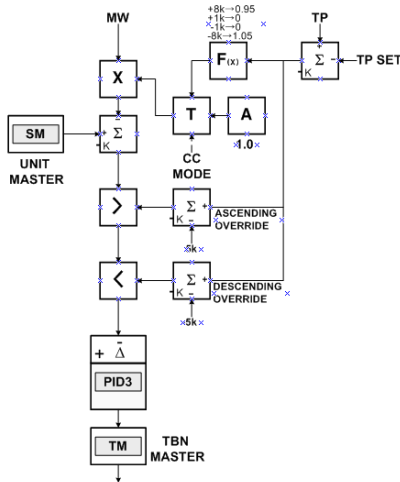 +8k→0.95
+1k→0
-1k→0
-8k→1.05
MW
TP
X
F(X)
+
Σ -
K
TP SET
T
A
1.0
SM
UNIT
MASTER
-
+ Σ
K
CC
MODE
>
Σ +
K -
ASCENDING
OVERRIDE
5k
<
Σ +
K -
DESCENDING
OVERRIDE
5k
-
+ Δ
PID3
TM
TBN
MASTER